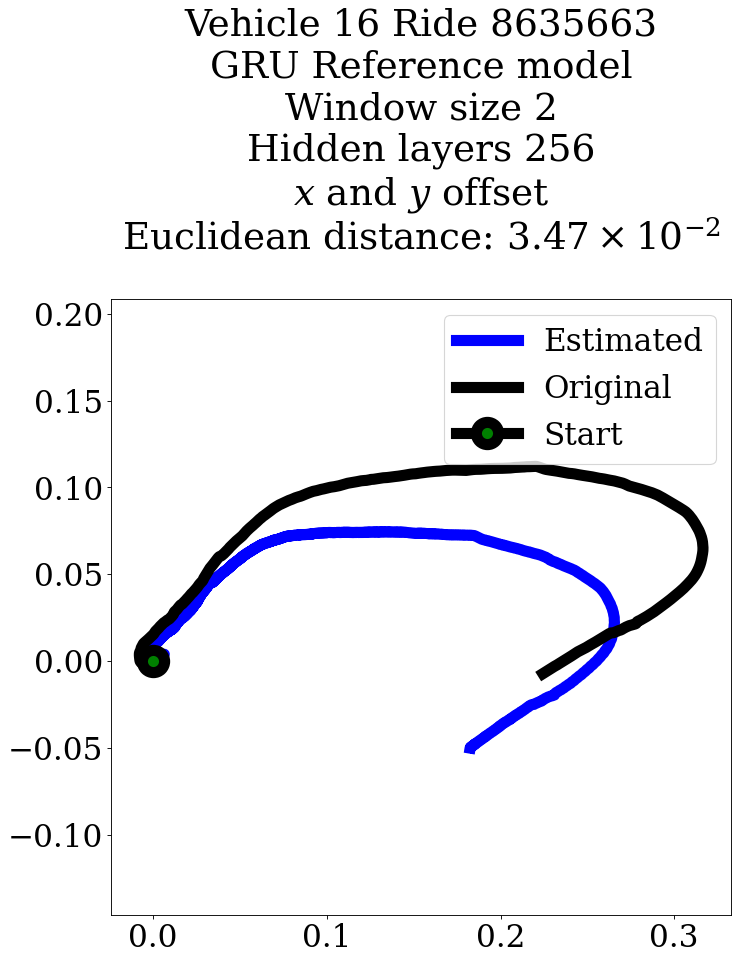 Vehicle 16 Ride 8635663
GRU Reference model
Window size 2
Hidden layers 256
x and y offset
Euclidean distance: 3.47 × 10⁻²
Estimated
Original
Start
0.20
0.15
0.10
0.05
0.00
−0.05
−0.10
0.0 0.1 0.2 0.3